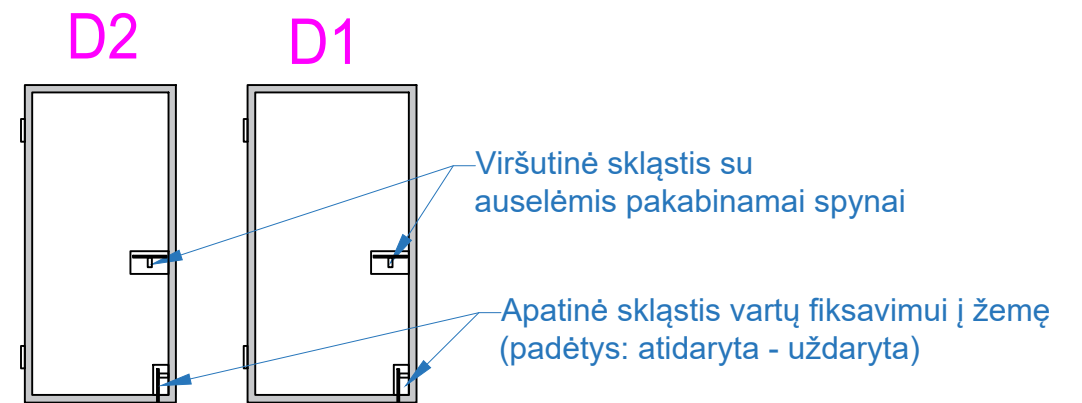 D2 D1
Viršutinė skląstis su
auselėmis pakabinamai spynai
Apatinė skląstis vartų fiksavimui į žemę
(padėtys: atidaryta - uždaryta)